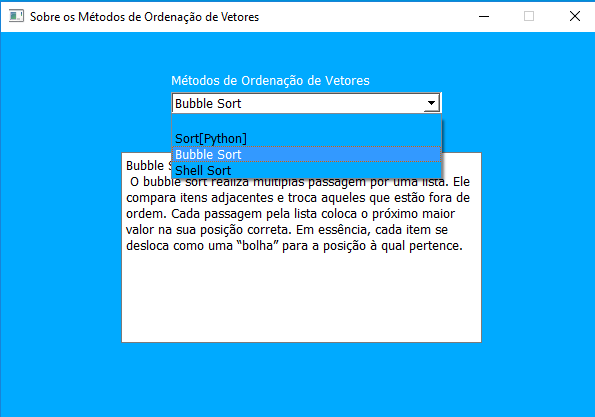 Sobre os Métodos de Ordenação de Vetores
Métodos de Ordenação de Vetores
Bubble Sort
Sort[Python]
Bubble Sort
Shell Sort
Bubble
O bubble sort realiza múltiplas passagem por uma lista. Ele
compara itens adjacentes e troca aqueles que estão fora de
ordem. Cada passagem pela lista coloca o próximo maior
valor na sua posição correta. Em essência, cada item se
desloca como uma “bolha” para a posição à qual pertence.